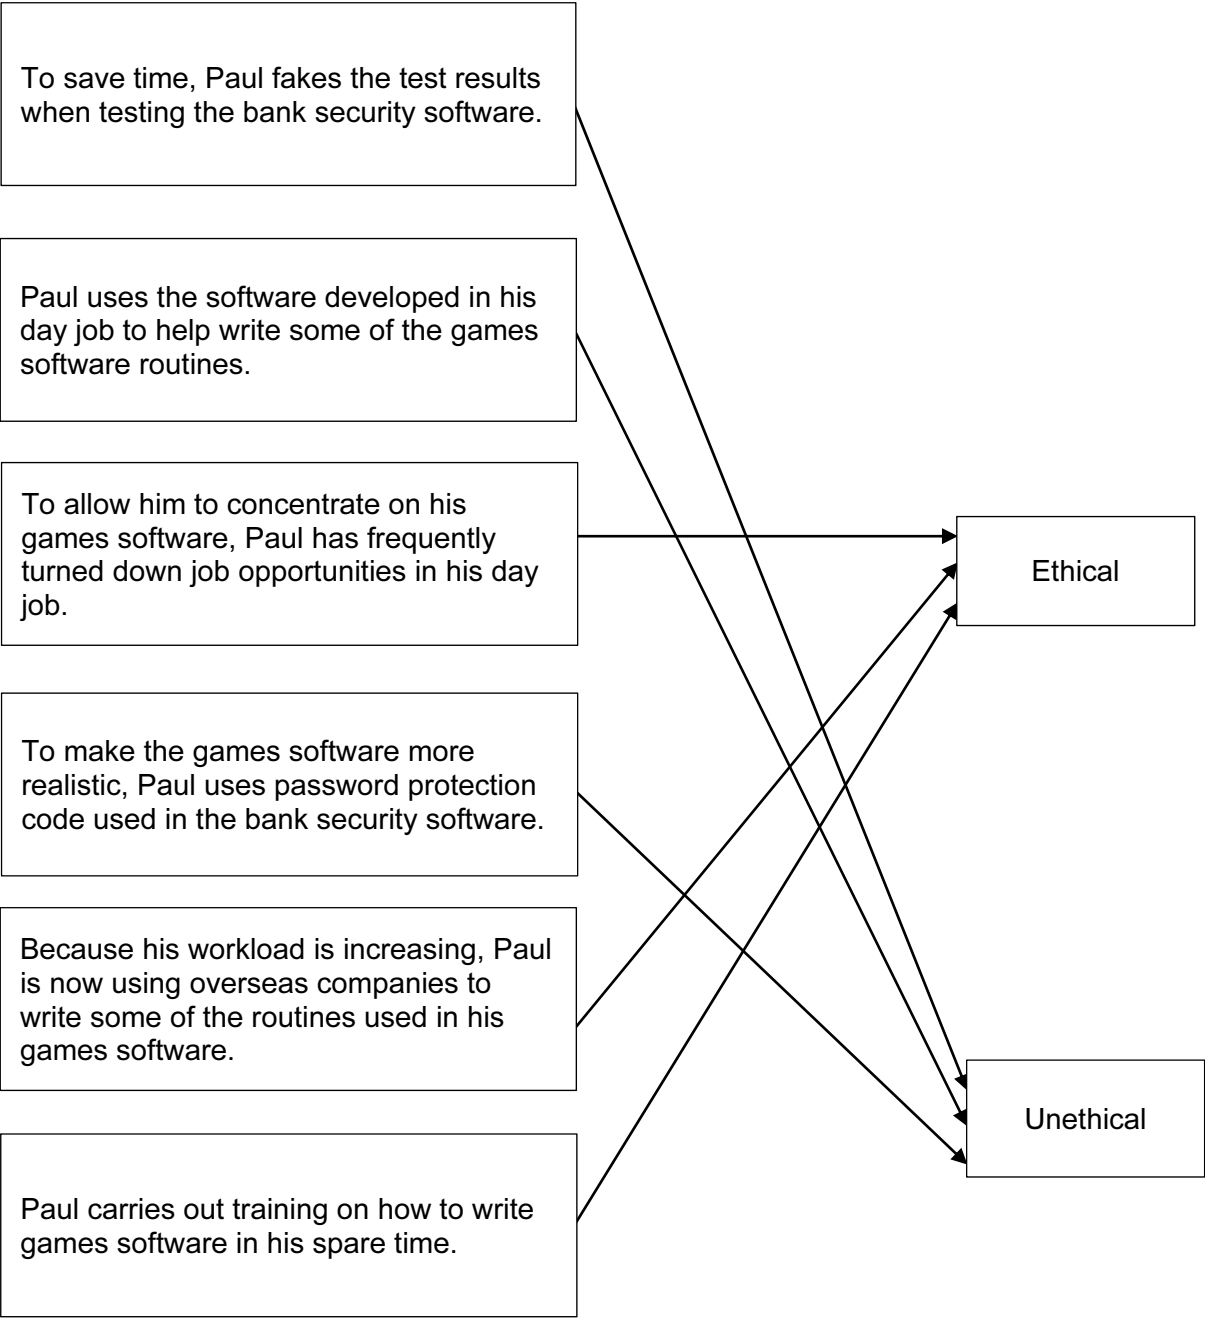 To save time, Paul fakes the test results
when testing the bank security software.
Paul uses the software developed in his
day job to help write some of the games
software routines.
To allow him to concentrate on his
games software, Paul has frequently
turned down job opportunities in his day
job.
Ethical
To make the games software more
realistic, Paul uses password protection
code used in the bank security software.
Because his workload is increasing, Paul
is now using overseas companies to
write some of the routines used in his
games software.
Unethical
Paul carries out training on how to write
games software in his spare time.